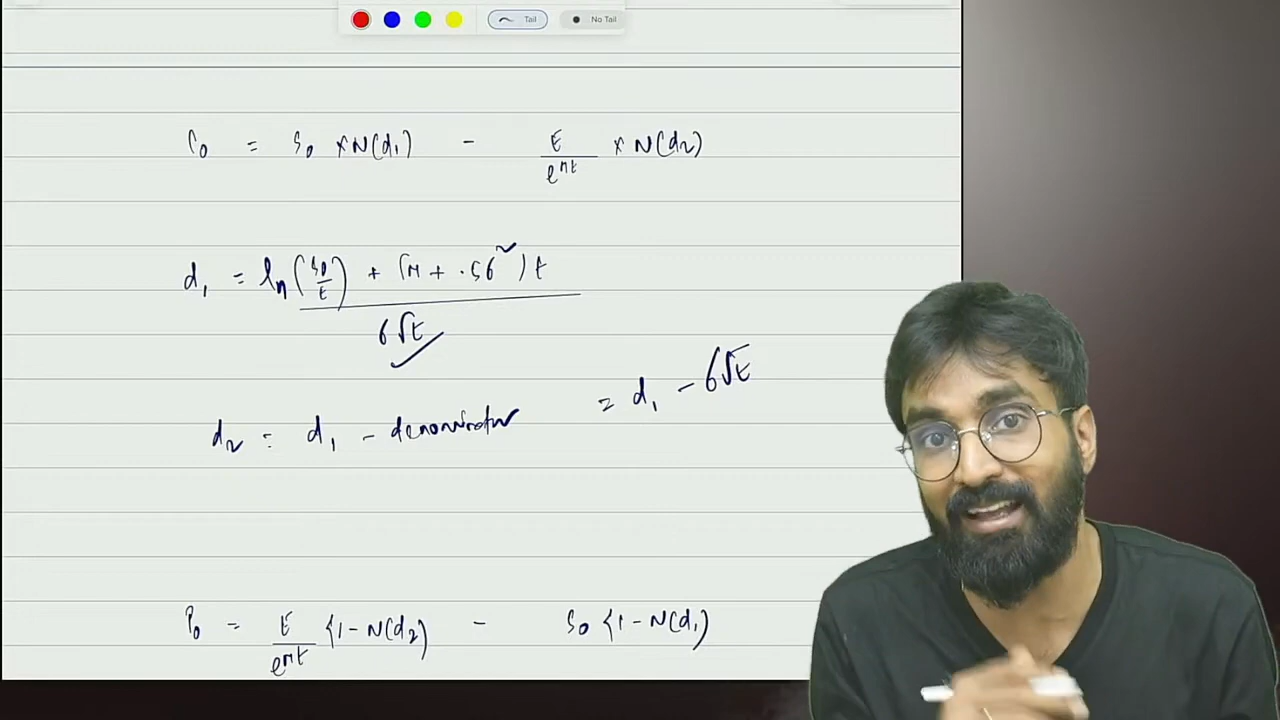 Tail No Tail
C₀ = S₀ × N(d₁) - E/e^rt × N(d₂)
d₁ = ln(S₀/E) + (r + .5σ²)t
σ√t
= d₁ - σ√t
d₂ = d₁ - denominator
P₀ = E/e^rt {1 - N(d₂) - S₀ {1 - N(d₁)